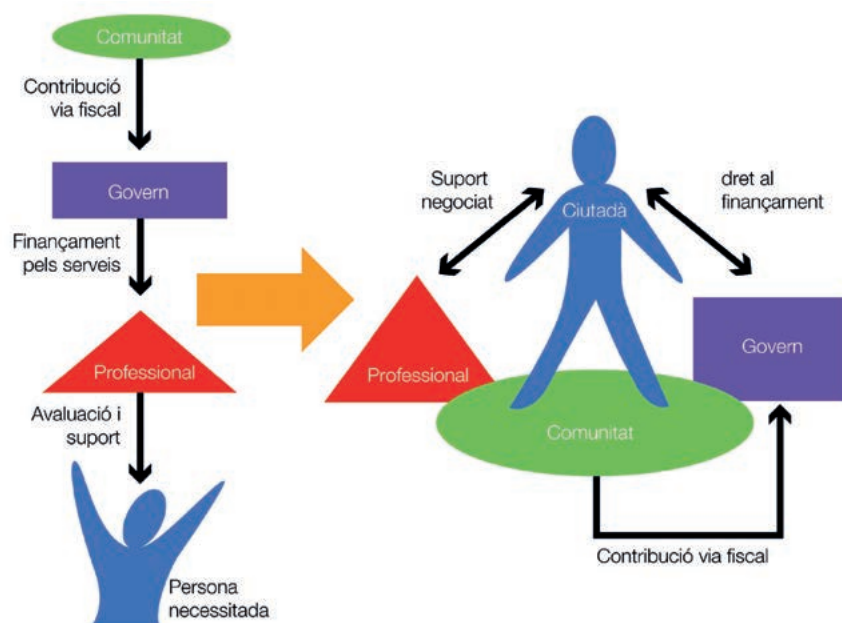 Comunitat
Contribució
via fiscal
Govern
Finançament
pels serveis
Professional
Avaluació i
suport
Persona
necessitada
Suport
negociat
Ciutadà
dret al
finançament
Professional
Govern
Comunitat
Contribució via fiscal